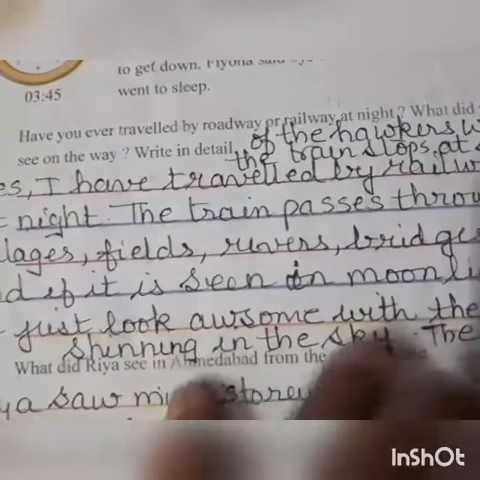 to get down.
03:45 went to sleep.
Have you ever travelled by roadway or railway at night? What did
see on the way? Write in detail.
of the hawkers
the train stops at
es, I have travelled by railw
night. The train passes throu
lages, fields, rivers, bridges
d if it is seen in moonli
just look awsome with the
shinning in the sky. The
What did Riya see in Ahmedabad from the
ya saw storey
InShOt